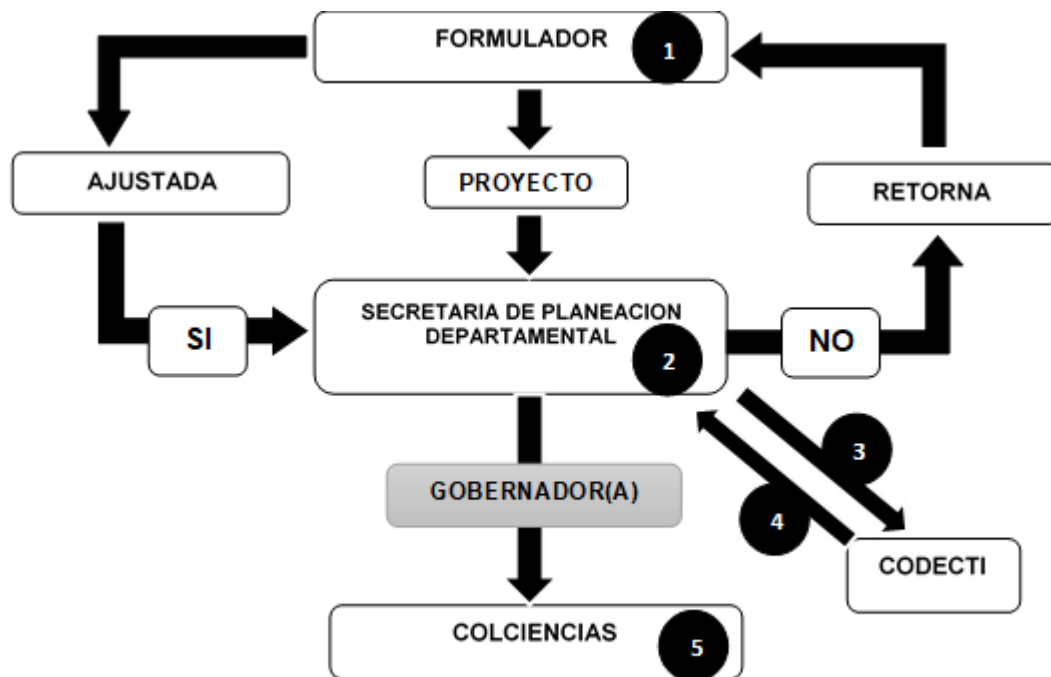 FORMULADOR
1
AJUSTADA
PROYECTO
RETORNA
SECRETARIA DE PLANEACION
DEPARTAMENTAL
2
SI
NO
3
GOBERNADOR(A)
4
CODECTI
COLCIENCIAS
5